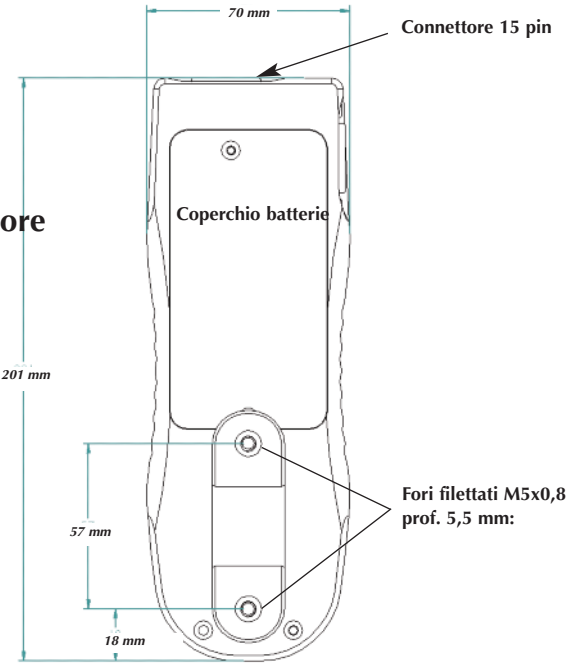 70 mm
Connettore 15 pin
ore
Coperchio batterie
201 mm
Fori filettati M5x0,8
prof. 5,5 mm:
57 mm
18 mm